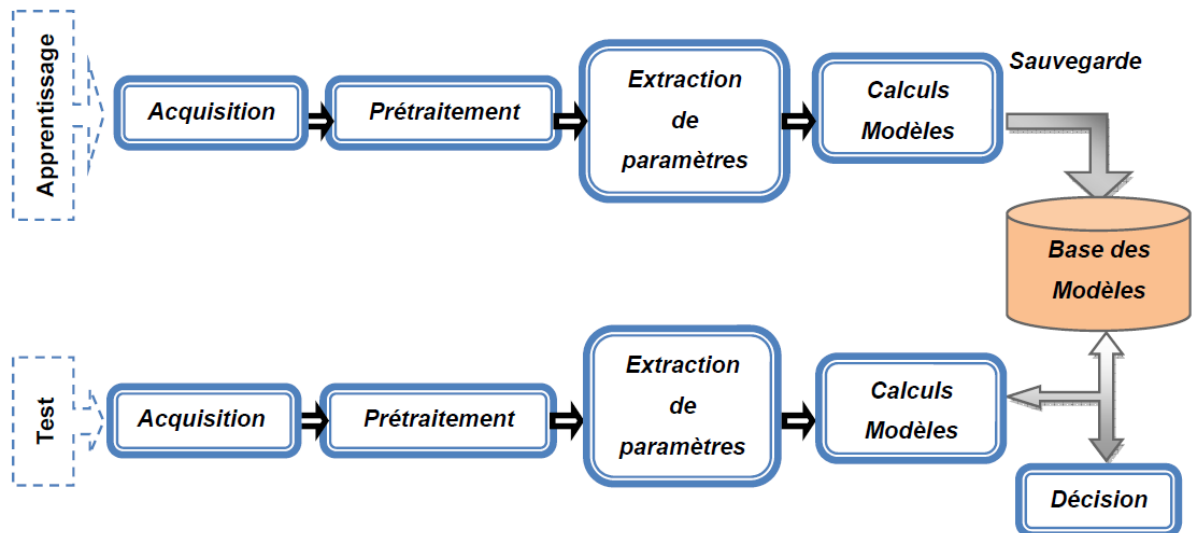 Apprentissage
Acquisition
Prétraitement
Extraction
de
paramètres
Calculs
Modèles
Sauvegarde
Base des
Modèles
Test
Acquisition
Prétraitement
Extraction
de
paramètres
Calculs
Modèles
Décision